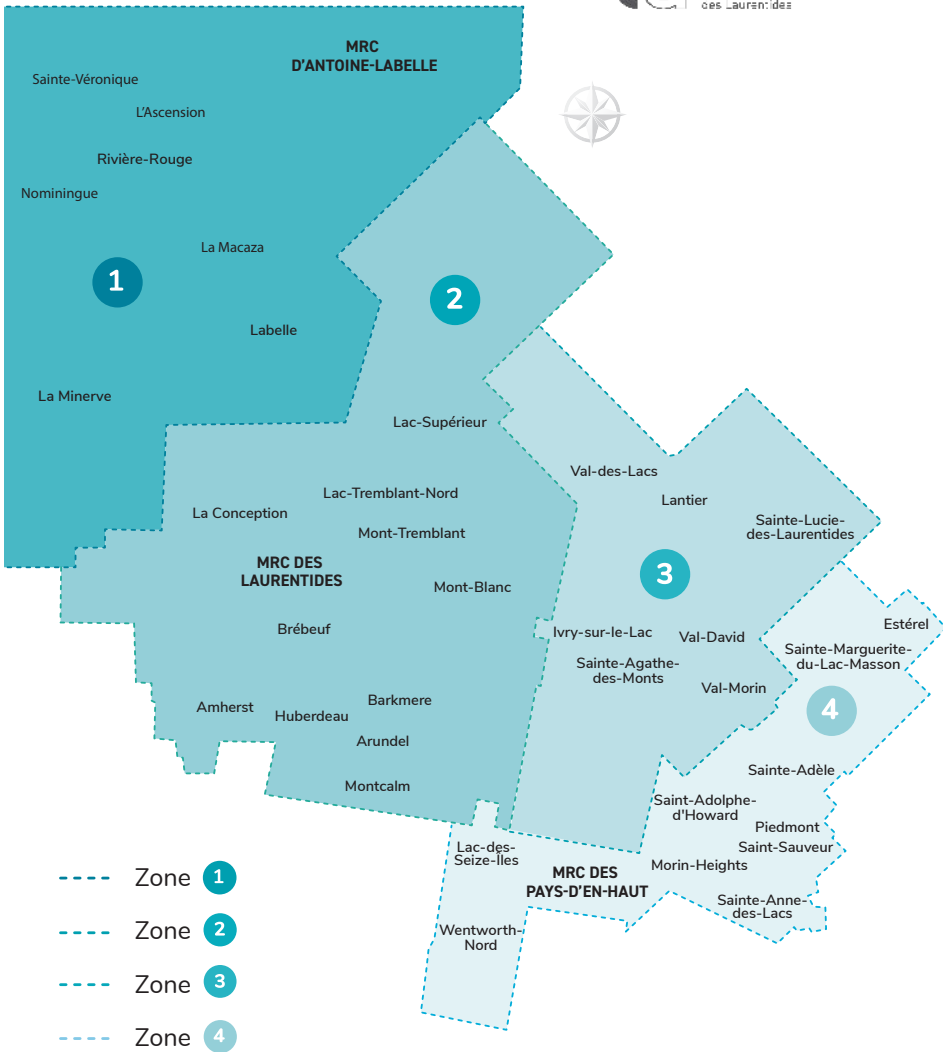 des Laurentides
MRC
D'ANTOINE-LABELLE
Sainte-Véronique
L'Ascension
Rivière-Rouge
Nominingue
La Macaza
1
2
Labelle
La Minerve
Lac-Supérieur
Val-des-Lacs
Lac-Tremblant-Nord
Lantier
La Conception
Sainte-Lucie-
des-Laurentides
Mont-Tremblant
MRC DES
LAURENTIDES
3
Mont-Blanc
Brébeuf
Ivry-sur-le-Lac
Val-David
Estérel
Sainte-Marguerite-
du-Lac-Masson
Sainte-Agathe-
des-Monts
Val-Morin
Barkmere
Amherst
Huberdeau
4
Arundel
Sainte-Adèle
Montcalm
Saint-Adolphe-
d'Howard
Piedmont
Saint-Sauveur
Lac-des-
Seize-Îles
Morin-Heights
MRC DES
PAYS-D'EN-HAUT
Sainte-Anne-
des-Lacs
Wentworth-
Nord
Zone 1
Zone 2
Zone 3
Zone 4